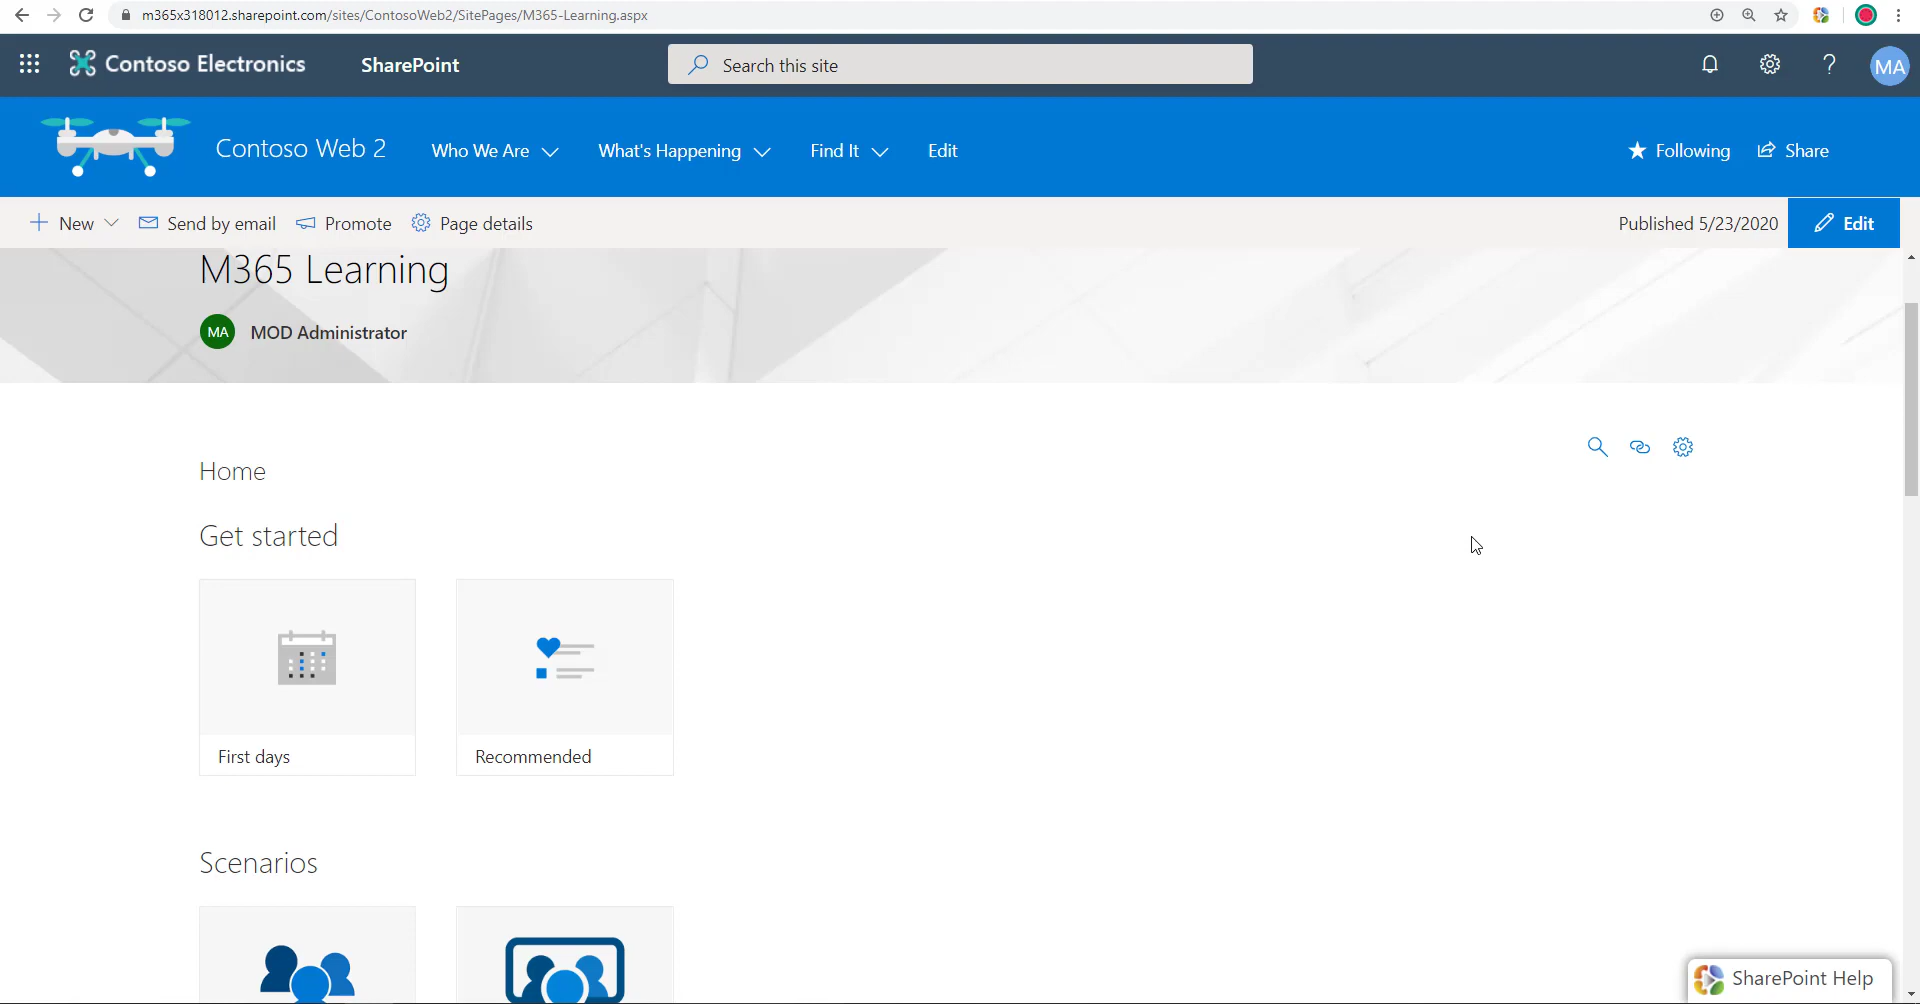 m365x318012.sharepoint.com/sites/ContosoWeb2/SitePages/M365-Learning.aspx
Contoso Electronics SharePoint Search this site ? MA
Contoso Web 2 Who We Are What's Happening Find It Edit Following Share
New Send by email Promote Page details Published 5/23/2020 Edit
M365 Learning
MA MOD Administrator
Home
Get started
First days Recommended
Scenarios
SharePoint Help